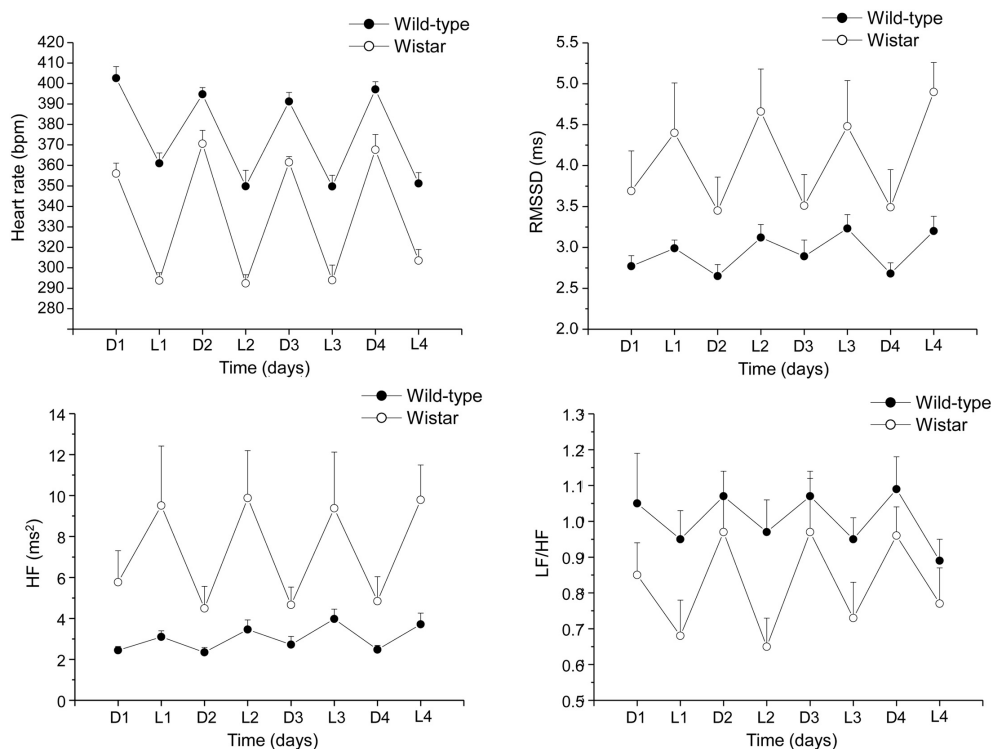 Wild-type
Wistar
420
410
400
390
380
370
360
350
340
330
320
310
300
290
280
Heart rate (bpm)
D1 L1 D2 L2 D3 L3 D4 L4
Time (days)
Wild-type
Wistar
5.5
5.0
4.5
4.0
3.5
3.0
2.5
2.0
RMSSD (ms)
D1 L1 D2 L2 D3 L3 D4 L4
Time (days)
Wild-type
Wistar
14
12
10
8
6
4
2
0
HF (ms²)
D1 L1 D2 L2 D3 L3 D4 L4
Time (days)
Wild-type
Wistar
1.3
1.2
1.1
1.0
0.9
0.8
0.7
0.6
0.5
LF/HF
D1 L1 D2 L2 D3 L3 D4 L4
Time (days)